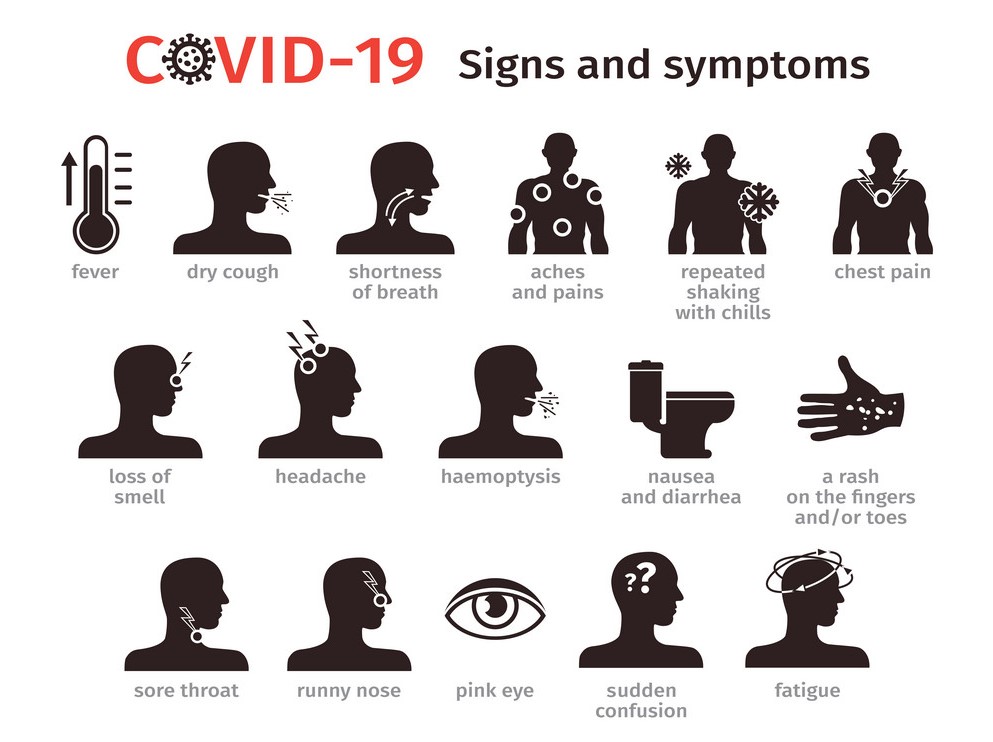 COVID-19 Signs and symptoms
fever
dry cough
shortness
of breath
aches
and pains
repeated
shaking
with chills
chest pain
loss of
smell
headache
haemoptysis
nausea
and diarrhea
a rash
on the fingers
and/or toes
sore throat
runny nose
pink eye
sudden
confusion
fatigue